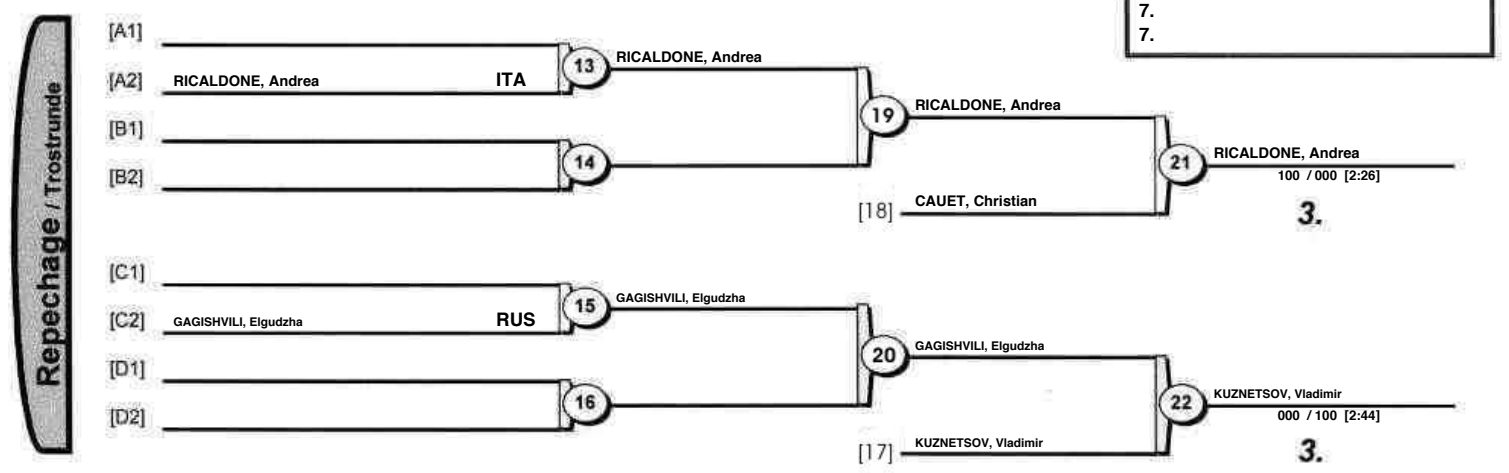 7.
7.
Repechage / Trostrunde
[A1]
[A2] RICALDONE, Andrea ITA
13
RICALDONE, Andrea
[B1]
14
[B2]
19
RICALDONE, Andrea
[18] CAUET, Christian
21
RICALDONE, Andrea
100 / 000 [2:26]
3.
[C1]
[C2] GAGISHVILI, Elgudzha RUS
15
GAGISHVILI, Elgudzha
[D1]
16
[D2]
20
GAGISHVILI, Elgudzha
[17] KUZNETSOV, Vladimir
22
KUZNETSOV, Vladimir
000 / 100 [2:44]
3.